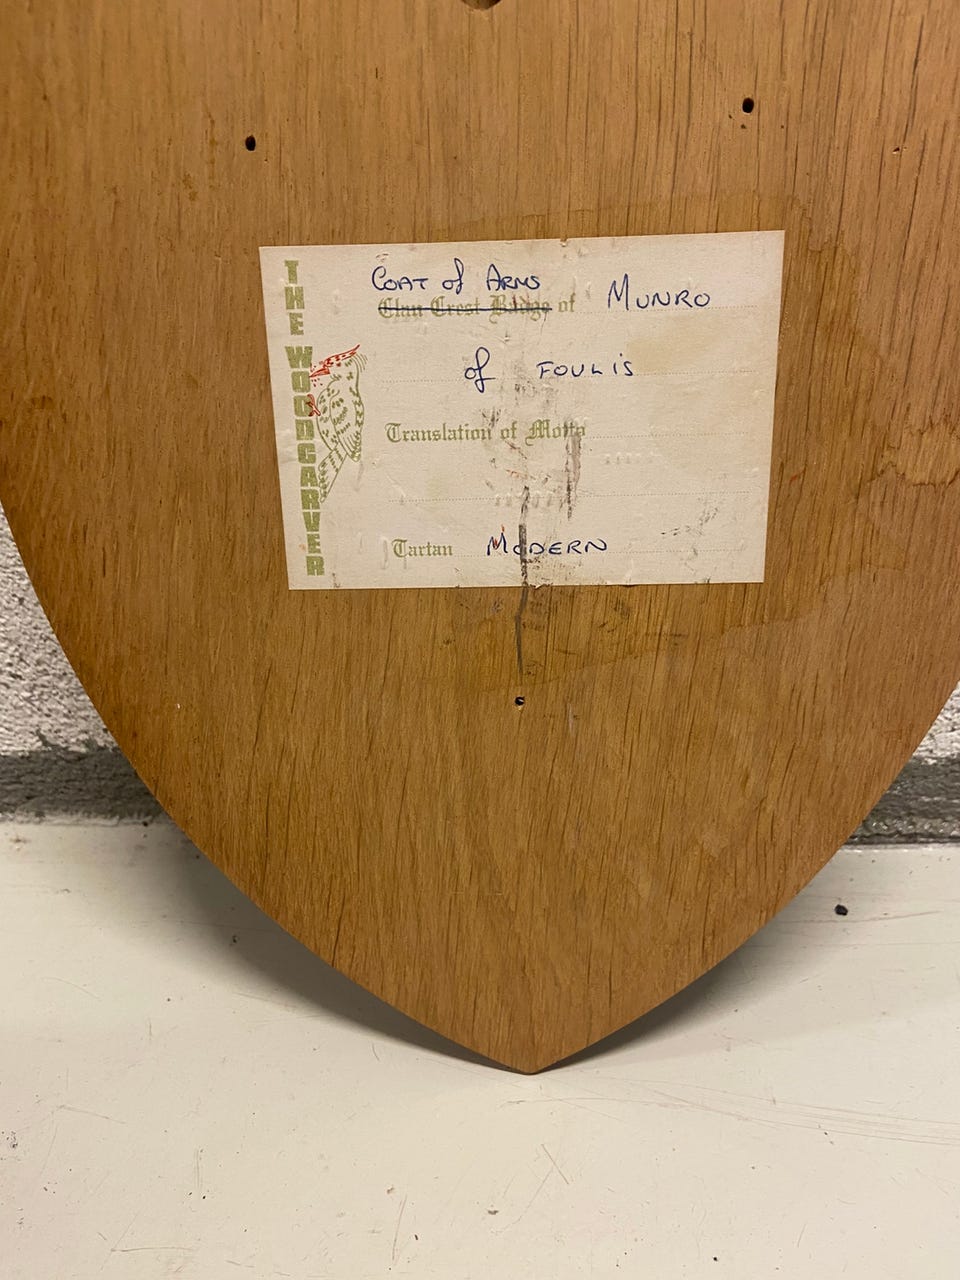 THE WOODCARVER
Coat of Arms
Clan Crest Badge of Munro
of Foulis
Translation of Motto
Tartan Modern